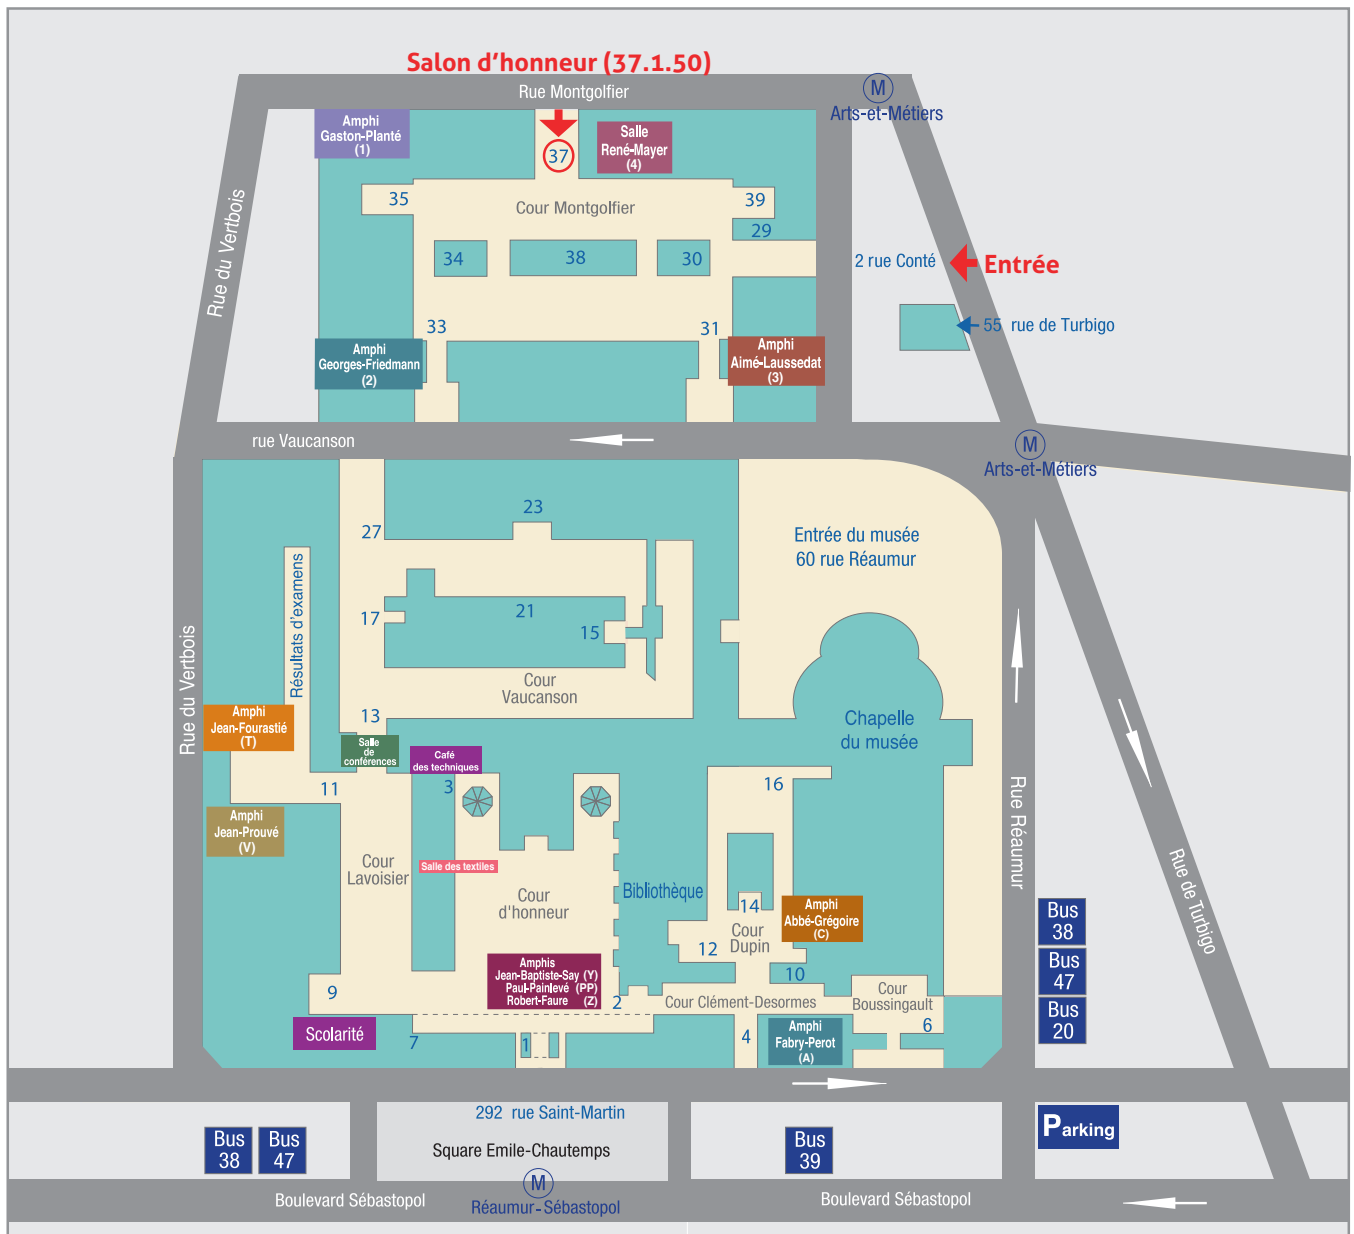 Salon d'honneur (37.1.50)
Rue Montgolfier
M
Arts-et-Métiers
Amphi
Gaston-Planté
(1)
37
Salle
René-Mayer
(4)
35
Cour Montgolfier
39
29
Rue du Vertbois
34
38
30
2 rue Conté
Entrée
33
31
55 rue de Turbigo
Amphi
Georges-Friedmann
(2)
Amphi
Aimé-Laussedat
(3)
rue Vaucanson
M
Arts-et-Métiers
23
27
Entrée du musée
60 rue Réaumur
Résultats d'examens
17
21
15
Cour
Vaucanson
Rue du Vertbois
13
Chapelle
du musée
Amphi
Jean-Fourastié
(T)
Salle
de
conférences
Café
des techniques
11
3
16
Amphi
Jean-Prouvé
(V)
Rue Réaumur
Rue de Turbigo
Cour
Lavoisier
Salle des textiles
Cour
d'honneur
Bibliothèque
14
Amphi
Abbé-Grégoire
(C)
Cour
Dupin
12
10
Bus
38
Bus
47
Bus
20
Amphis
Jean-Baptiste-Say (Y)
Paul-Painlevé (PP)
Robert-Faure (Z)
9
2
Cour Clément-Desormes
Cour
Boussingault
6
Scolarité
7
1
4
Amphi
Fabry-Perot
(A)
292 rue Saint-Martin
Square Emile-Chautemps
Bus
38
Bus
47
Bus
39
Parking
M
Réaumur-Sébastopol
Boulevard Sébastopol
Boulevard Sébastopol